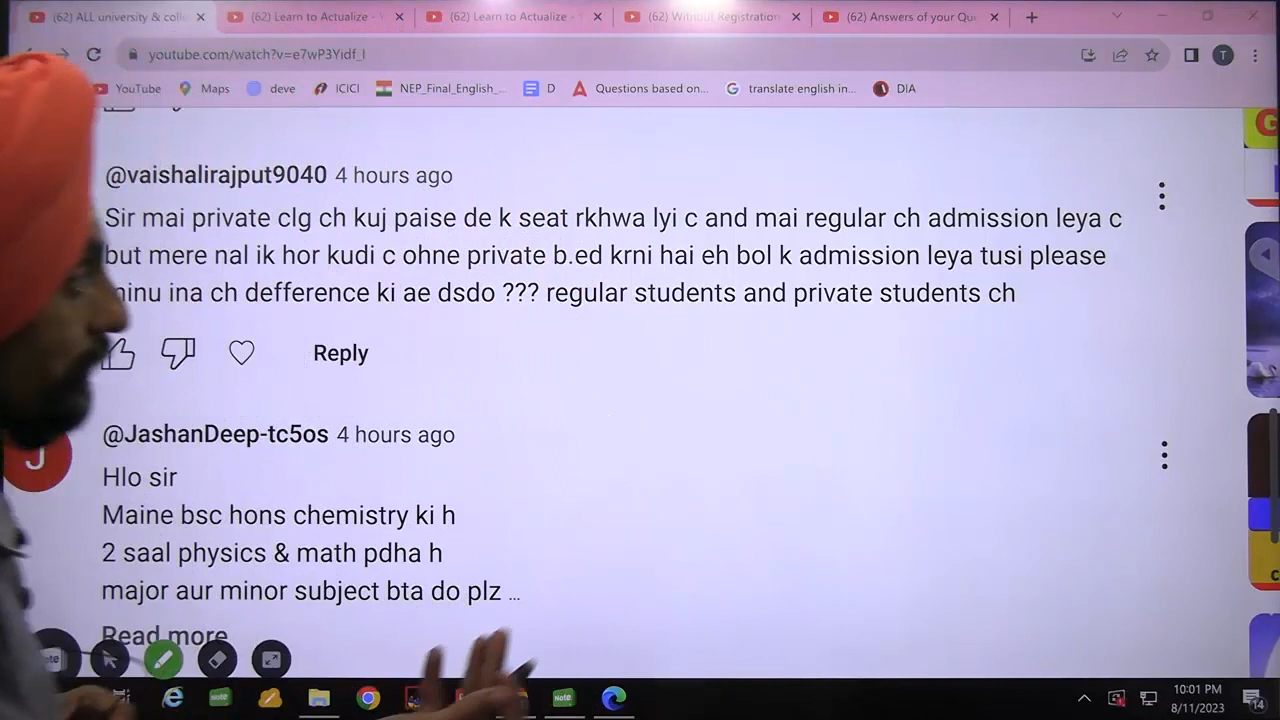 (62) ALL university & coll
(62) Learn to Actualize - Y
(62) Learn to Actualize - Y
(62) Without Registration
(62) Answers of your Que
youtube.com/watch?v=e7wP3Yidf_I
T
YouTube
Maps
deve
ICICI
NEP_Final_English_...
D
Questions based on...
translate english in...
DIA
G
@vaishalirajput9040 4 hours ago
Sir mai private clg ch kuj paise de k seat rkhwa lyi c and mai regular ch admission leya c
but mere nal ik hor kudi c ohne private b.ed krni hai eh bol k admission leya tusi please
minu ina ch defference ki ae dsdo ??? regular students and private students ch
Reply
J
@JashanDeep-tc5os 4 hours ago
Hlo sir
Maine bsc hons chemistry ki h
2 saal physics & math pdha h
major aur minor subject bta do plz ...
Read more
Note
Note
10:01 PM
8/11/2023
14